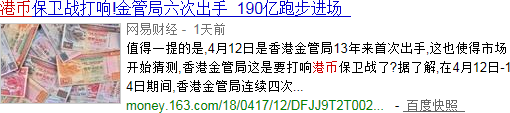 港币保卫战打响!金管局六次出手 190亿跑步进场
网易财经 - 1天前
值得一提的是,4月12日是香港金管局13年来首次出手,这也使得市场
开始猜测,香港金管局这是要打响港币保卫战了?据了解,在4月12日-1
4日期间,香港金管局连续四次...
money.163.com/18/0417/12/DFJJ9T2T002... - 百度快照